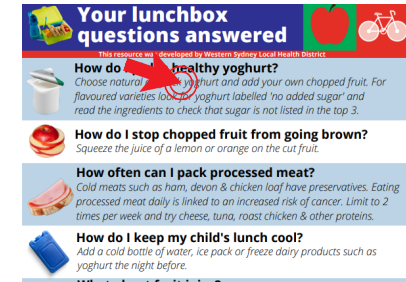 Your lunchbox
questions answered
This resource was developed by Western Sydney Local Health District
How do healthy yoghurt?
Choose natural yoghurt and add your own chopped fruit. For
flavoured varieties look for yoghurt labelled 'no added sugar' and
read the ingredients to check that sugar is not listed in the top 3.
How do I stop chopped fruit from going brown?
Squeeze the juice of a lemon or orange on the cut fruit.
How often can I pack processed meat?
Cold meats such as ham, devon & chicken loaf have preservatives. Eating
processed meat daily is linked to an increased risk of cancer. Limit to 2
times per week and try cheese, tuna, roast chicken & other proteins.
How do I keep my child's lunch cool?
Add a cold bottle of water, ice pack or freeze dairy products such as
yoghurt the night before.